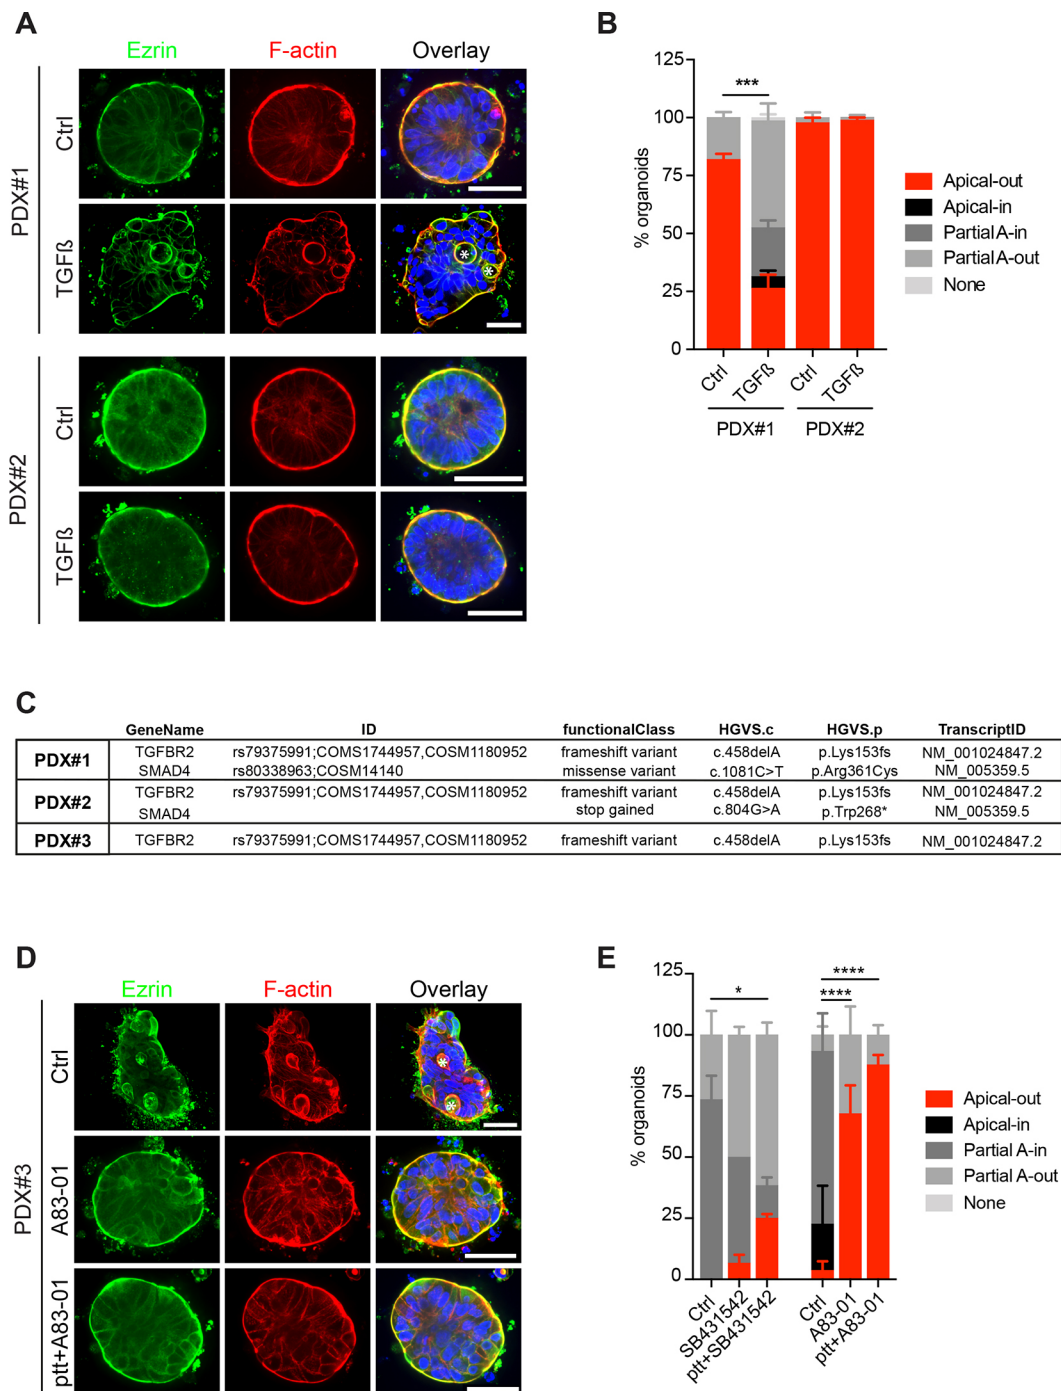 A
Ezrin F-actin Overlay
PDX#1
Ctrl
TGFß
*
*
PDX#2
Ctrl
TGFß
B
% organoids
125
100
75
50
25
0
***
Ctrl
TGFß
Ctrl
TGFß
PDX#1 PDX#2
Apical-out
Apical-in
Partial A-in
Partial A-out
None
C
GeneName ID functionalClass HGVS.c HGVS.p TranscriptID
PDX#1 TGFBR2 rs79375991;COMS1744957,COSM1180952 frameshift variant c.458delA p.Lys153fs NM_001024847.2
SMAD4 rs80338963;COSM14140 missense variant c.1081C>T p.Arg361Cys NM_005359.5
PDX#2 TGFBR2 rs79375991;COMS1744957,COSM1180952 frameshift variant c.458delA p.Lys153fs NM_001024847.2
SMAD4 stop gained c.804G>A p.Trp268* NM_005359.5
PDX#3 TGFBR2 rs79375991;COMS1744957,COSM1180952 frameshift variant c.458delA p.Lys153fs NM_001024847.2
D
Ezrin F-actin Overlay
PDX#3
Ctrl
*
*
A83-01
ptt+A83-01
E
% organoids
125
100
75
50
25
0
*
****
****
Ctrl
SB431542
ptt+SB431542
Ctrl
A83-01
ptt+A83-01
Apical-out
Apical-in
Partial A-in
Partial A-out
None